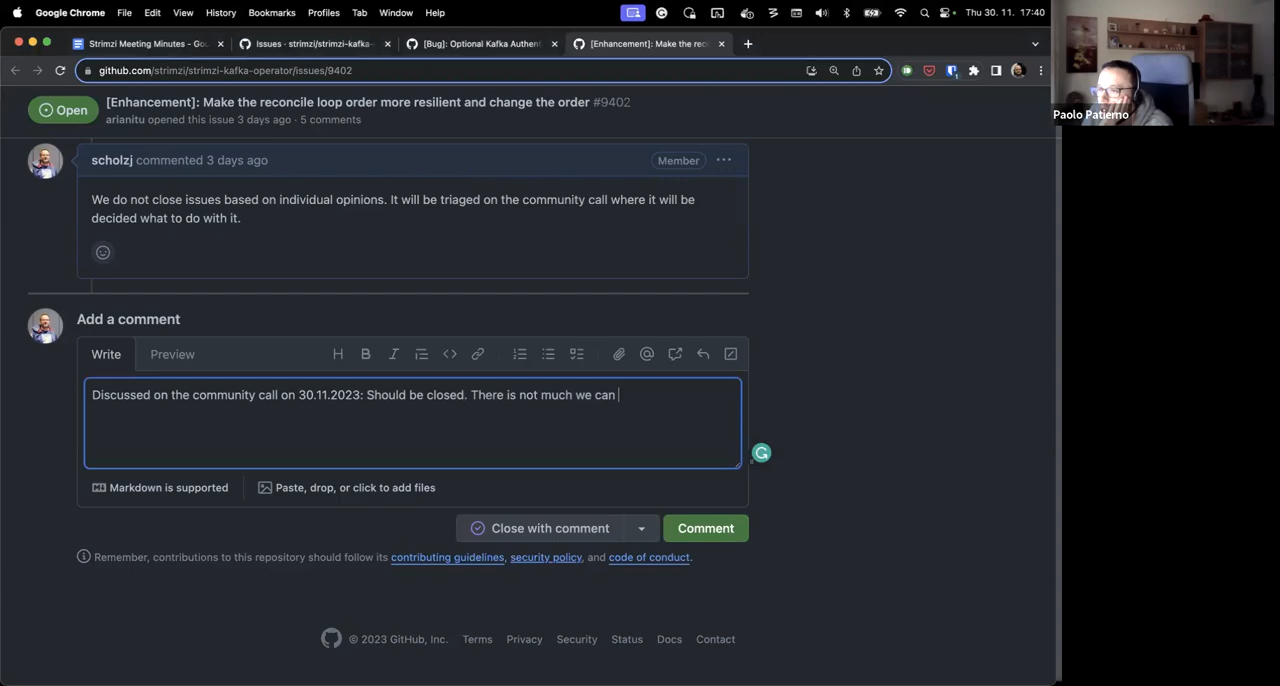 Google Chrome File Edit View History Bookmarks Profiles Tab Window Help Thu 30. 11. 17:40
Strimzi Meeting Minutes - Go
Issues · strimzi/strimzi-kafka-
[Bug]: Optional Kafka Authent
[Enhancement]: Make the reco
github.com/strimzi/strimzi-kafka-operator/issues/9402
Paolo Patierno
Open
[Enhancement]: Make the reconcile loop order more resilient and change the order #9402
arianitu opened this issue 3 days ago · 5 comments
scholzj commented 3 days ago
Member
We do not close issues based on individual opinions. It will be triaged on the community call where it will be
decided what to do with it.
Add a comment
Write Preview
Discussed on the community call on 30.11.2023: Should be closed. There is not much we can
Markdown is supported
Paste, drop, or click to add files
Close with comment
Comment
Remember, contributions to this repository should follow its contributing guidelines, security policy, and code of conduct.
© 2023 GitHub, Inc. Terms Privacy Security Status Docs Contact